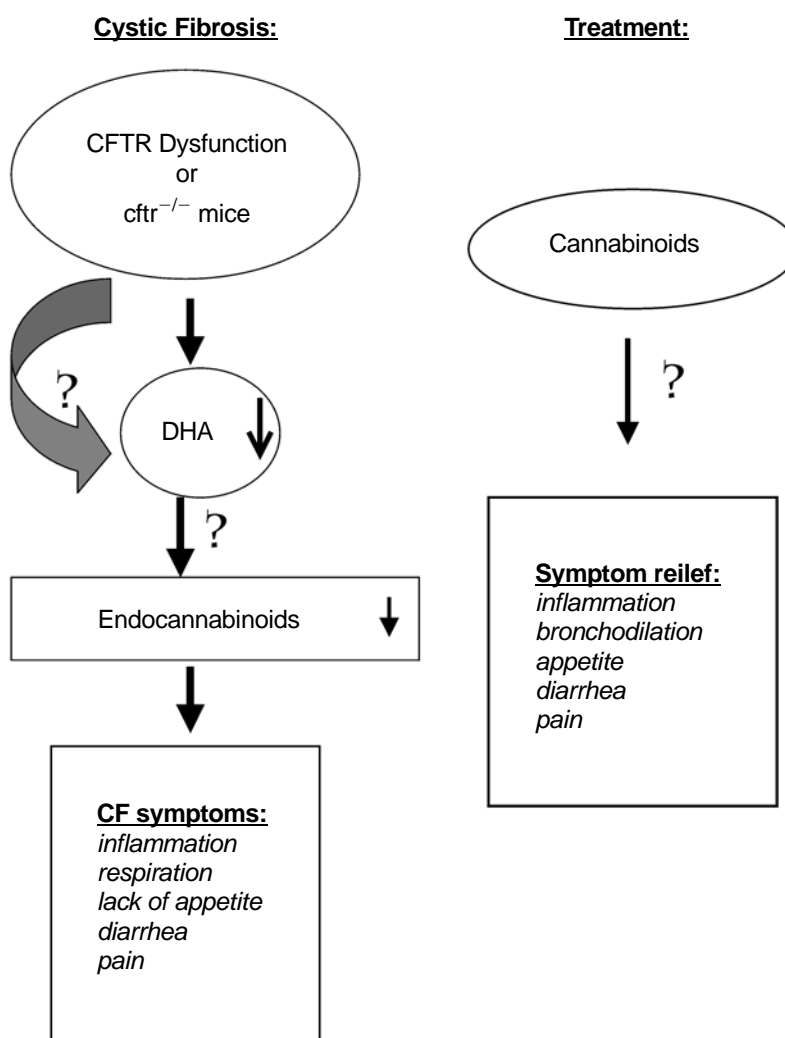 Cystic Fibrosis:
CFTR Dysfunction
or
cftr−/− mice
?
DHA
?
Endocannabinoids
CF symptoms:
inflammation
respiration
lack of appetite
diarrhea
pain
Treatment:
Cannabinoids
?
Symptom reilef:
inflammation
bronchodilation
appetite
diarrhea
pain